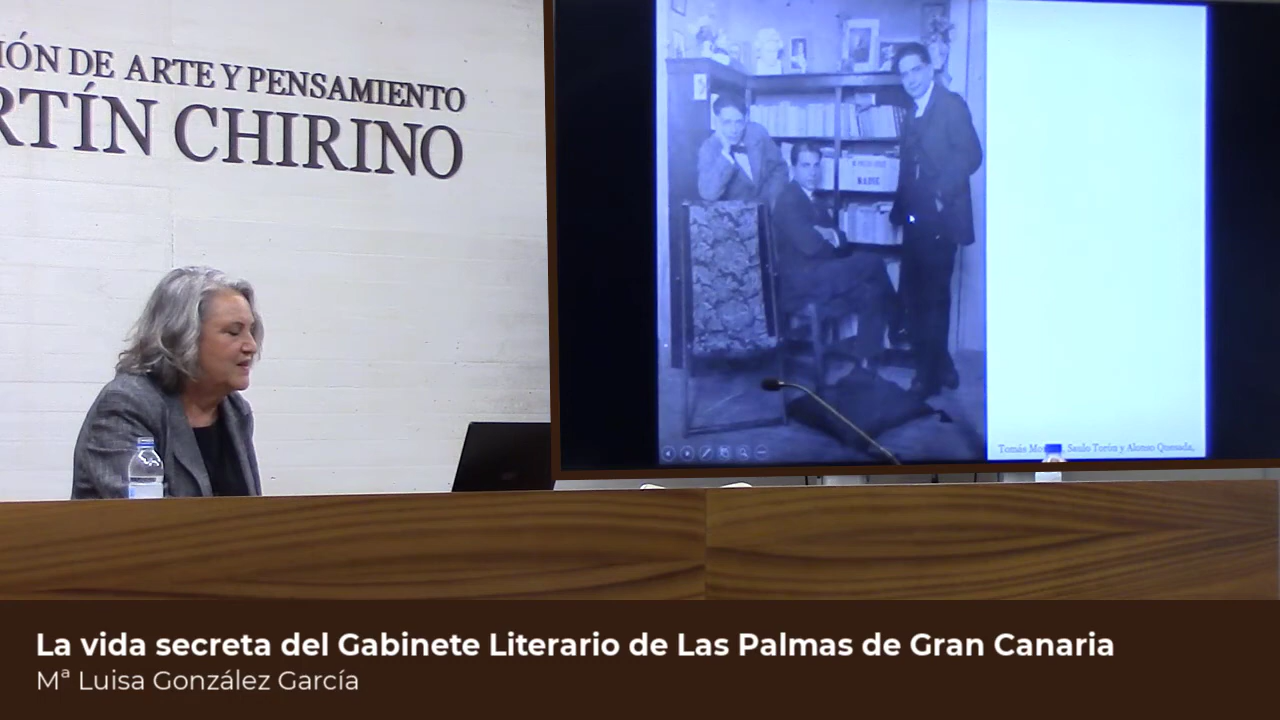 IÓN DE ARTE Y PENSAMIENTO
RTÍN CHIRINO
NADIE
Tomás Mo , Saulo Torón y Alonso Quesada,
La vida secreta del Gabinete Literario de Las Palmas de Gran Canaria
Mª Luisa González García